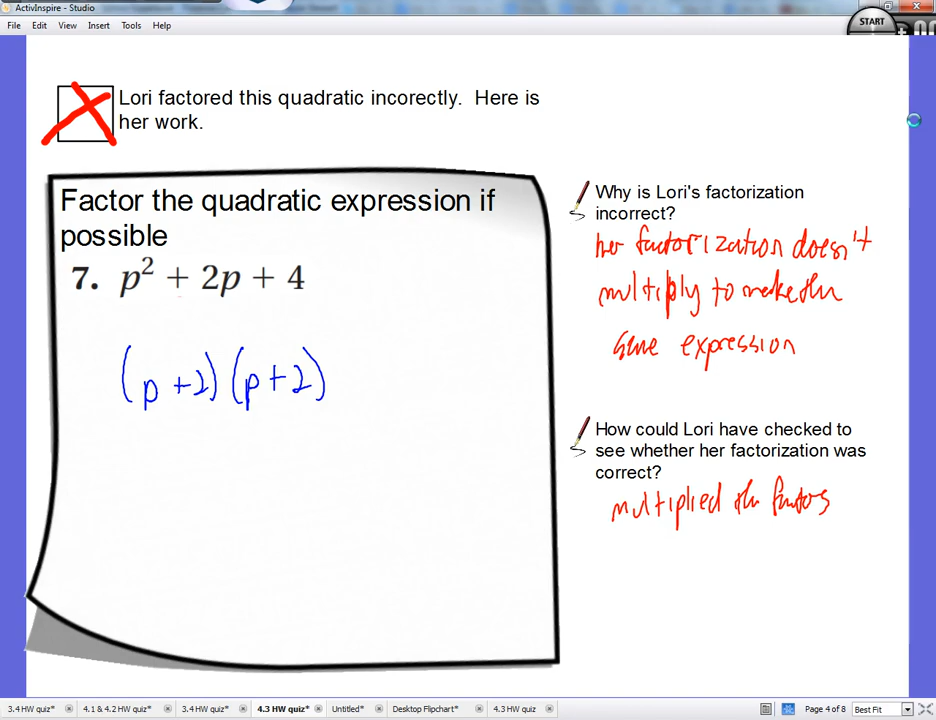 ActivInspire - Studio
File Edit View Insert Tools Help
START
Lori factored this quadratic incorectly. Here is
her work.
Factor the quadratic expression if
possible
7. p² + 2p + 4
(p +2)(p+2)
Why is Lori's factorization
incorrect?
her factorization doesn't
multiply to make the
same expression
How could Lori have checked to
see whether her factorization was
correct?
multiplied the factors
3.4 HW quiz* 4.1 & 4.2 HW quiz* 3.4 HW quiz* 4.3 HW quiz* Untitled* Desktop Flipchart* 4.3 HW quiz Page 4 of 8 Best Fit